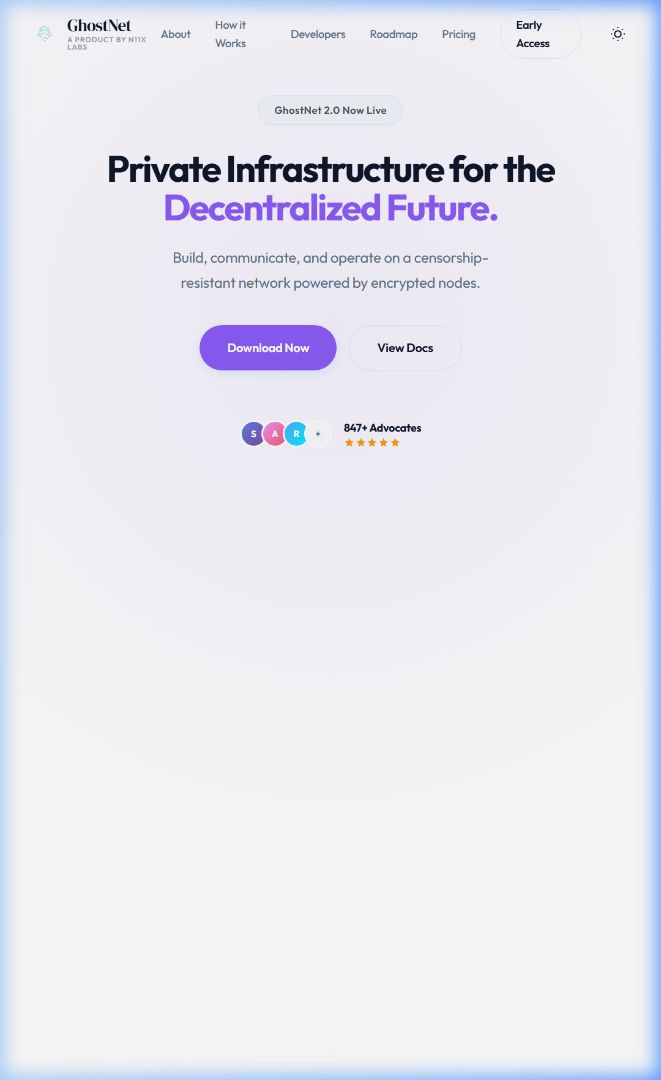 GhostNet
A PRODUCT BY N11X
LABS
About
How it
Works
Developers
Roadmap
Pricing
Early
Access
GhostNet 2.0 Now Live
Private Infrastructure for the
Decentralized Future.
Build, communicate, and operate on a censorship-
resistant network powered by encrypted nodes.
Download Now
View Docs
S A R +
847+ Advocates